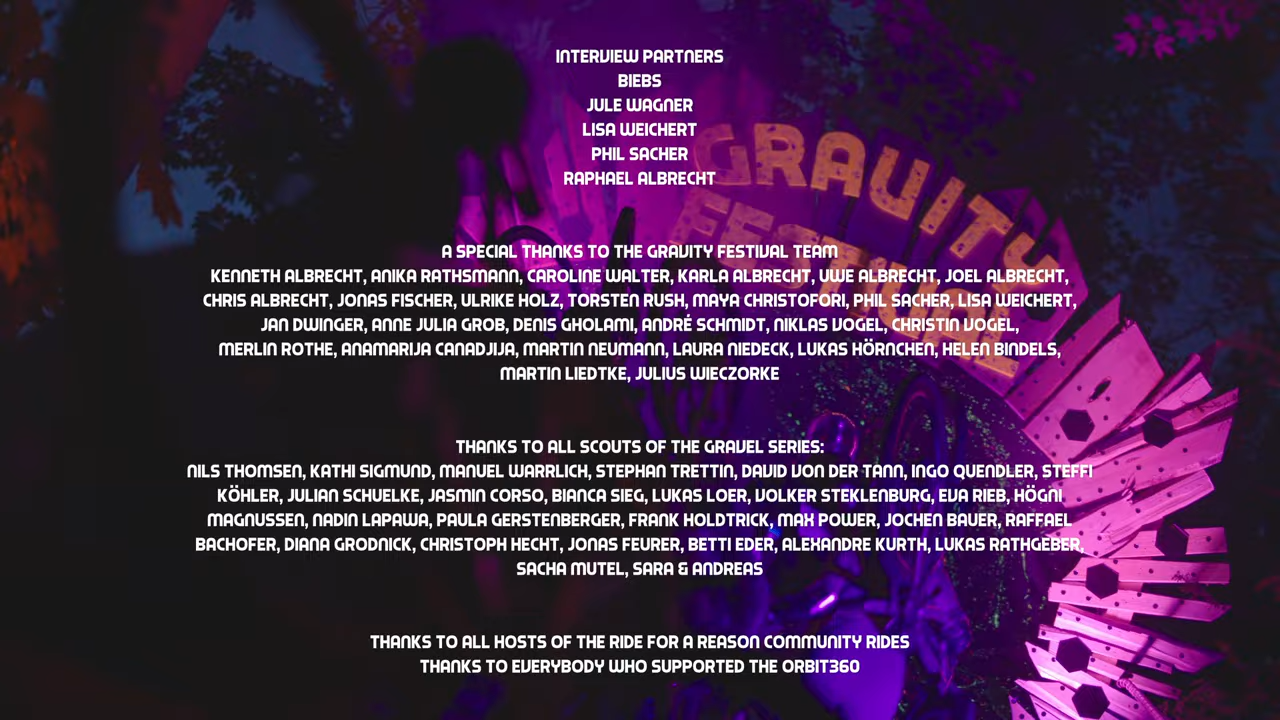 INTERVIEW PARTNERS
BIEBS
JULE WAGNER
LISA WEICHERT
PHIL SACHER
RAPHAEL ALBRECHT
GRAVITY
FESTIVAL
A SPECIAL THANKS TO THE GRAVITY FESTIVAL TEAM
KENNETH ALBRECHT, ANIKA RATHSMANN, CAROLINE WALTER, KARLA ALBRECHT, UWE ALBRECHT, JOEL ALBRECHT,
CHRIS ALBRECHT, JONAS FISCHER, ULRIKE HOLZ, TORSTEN RUSH, MAYA CHRISTOFORI, PHIL SACHER, LISA WEICHERT,
JAN DWINGER, ANNE JULIA GROB, DENIS GHOLAMI, ANDRÉ SCHMIDT, NIKLAS VOGEL, CHRISTIN VOGEL,
MERLIN ROTHE, ANAMARIJA CANADJIJA, MARTIN NEUMANN, LAURA NIEDECK, LUKAS HÖRNCHEN, HELEN BINDELS,
MARTIN LIEDTKE, JULIUS WIECZORKE
THANKS TO ALL SCOUTS OF THE GRAVEL SERIES:
NILS THOMSEN, KATHI SIGMUND, MANUEL WARRLICH, STEPHAN TRETTIN, DAVID VON DER TANN, INGO QUENDLER, STEFFI
KÖHLER, JULIAN SCHUELKE, JASMIN CORSO, BIANCA SIEG, LUKAS LOER, VOLKER STEKLENBURG, EVA RIEB, HÖGNI
MAGNUSSEN, NADIN LAPAWA, PAULA GERSTENBERGER, FRANK HOLDTRICK, MAX POWER, JOCHEN BAUER, RAFFAEL
BACHOFER, DIANA GRODNICK, CHRISTOPH HECHT, JONAS FEURER, BETTI EDER, ALEXANDRE KURTH, LUKAS RATHGEBER,
SACHA MUTEL, SARA & ANDREAS
THANKS TO ALL HOSTS OF THE RIDE FOR A REASON COMMUNITY RIDES
THANKS TO EVERYBODY WHO SUPPORTED THE ORBIT360